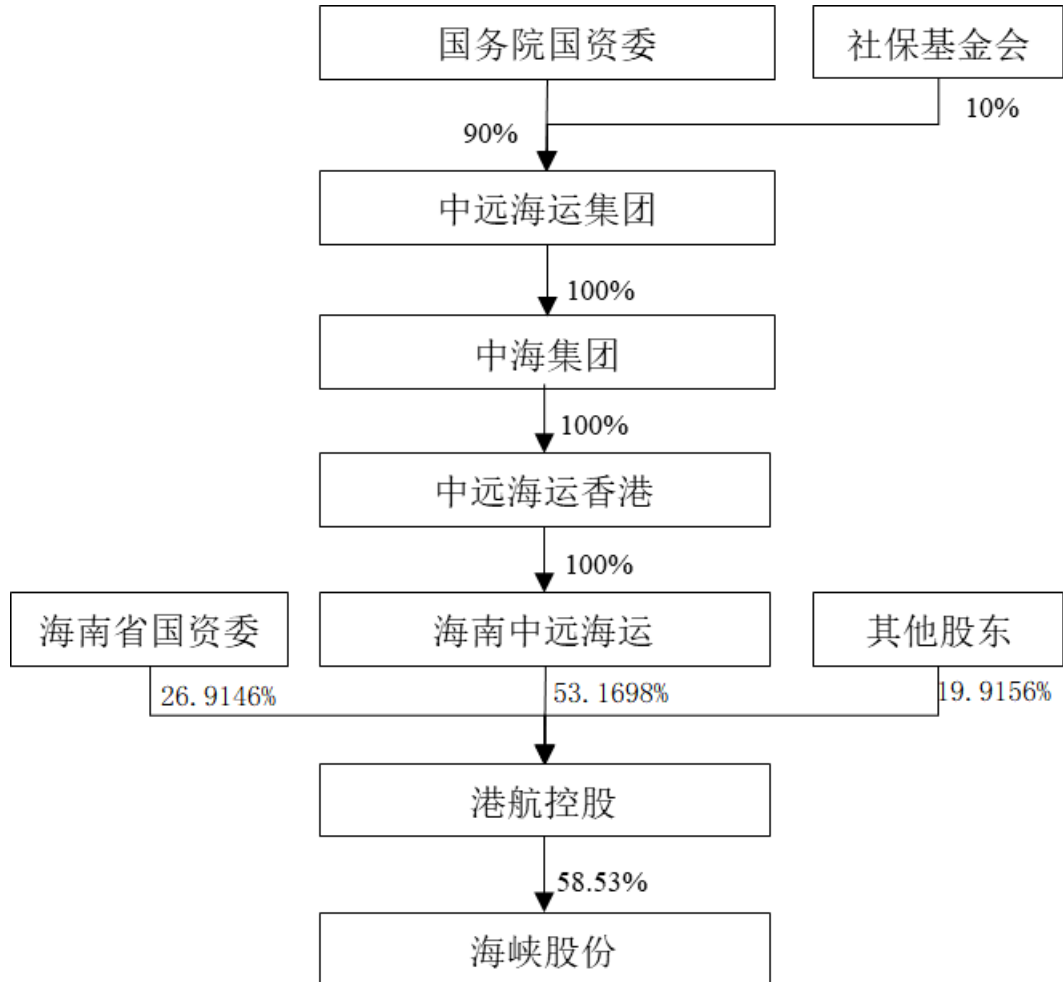 国务院国资委
社保基金会
90%
10%
中远海运集团
100%
中海集团
100%
中远海运香港
100%
海南省国资委
海南中远海运
其他股东
26.9146%
53.1698%
19.9156%
港航控股
58.53%
海峡股份